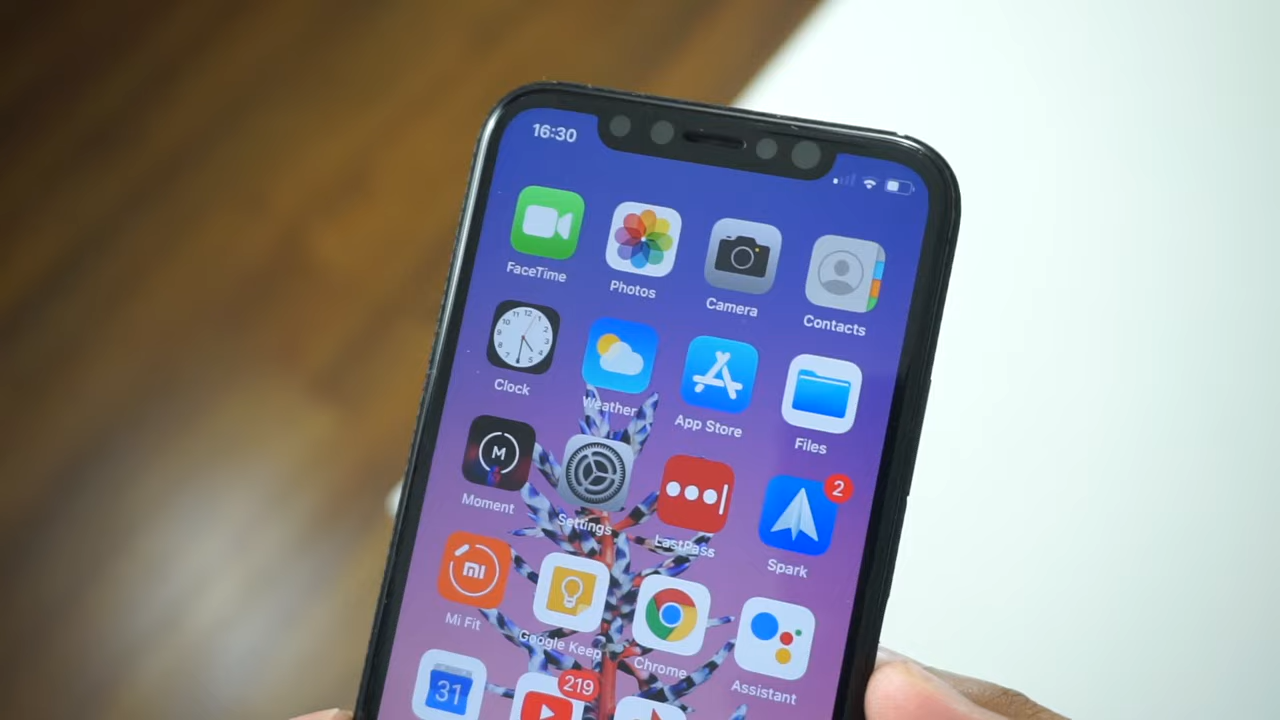 16:30
FaceTime
Photos
Camera
Contacts
Clock
Weather
App Store
Files
M
Moment
Settings
LastPass
2
Spark
mi
Mi Fit
Google Keep
Chrome
Assistant
31
219